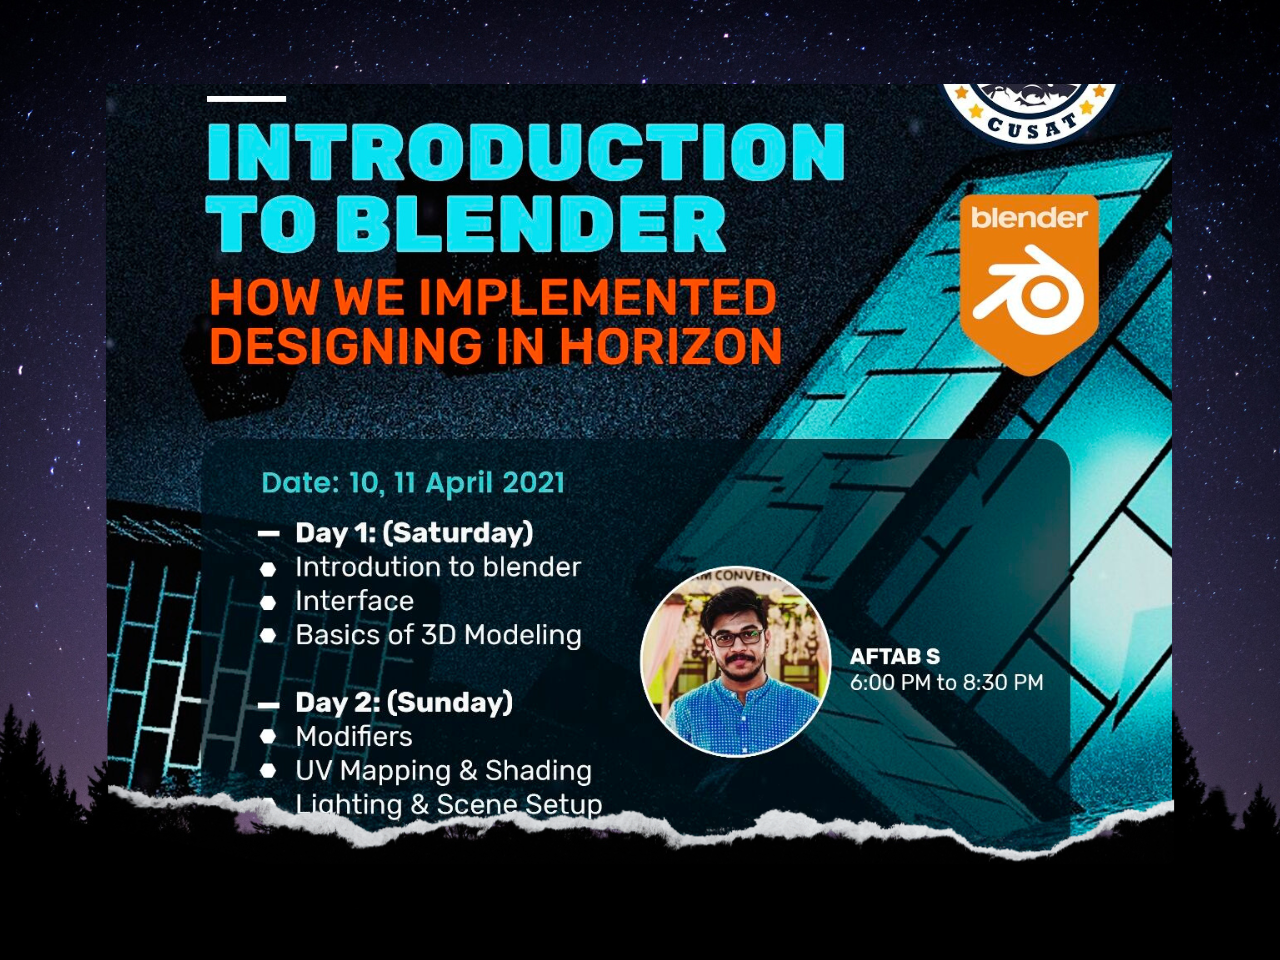 CUSAT
INTRODUCTION
TO BLENDER
blender
HOW WE IMPLEMENTED
DESIGNING IN HORIZON
Date: 10, 11 April 2021
Day 1: (Saturday)
Introdution to blender
Interface
Basics of 3D Modeling
AFTAB S
6:00 PM to 8:30 PM
Day 2: (Sunday)
Modifiers
UV Mapping & Shading
Lighting & Scene Setup